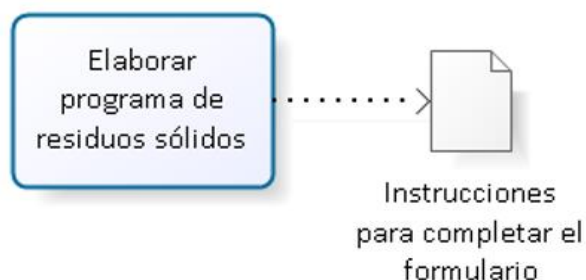 Elaborar
programa de
residuos sólidos
Instrucciones
para completar el
formulario